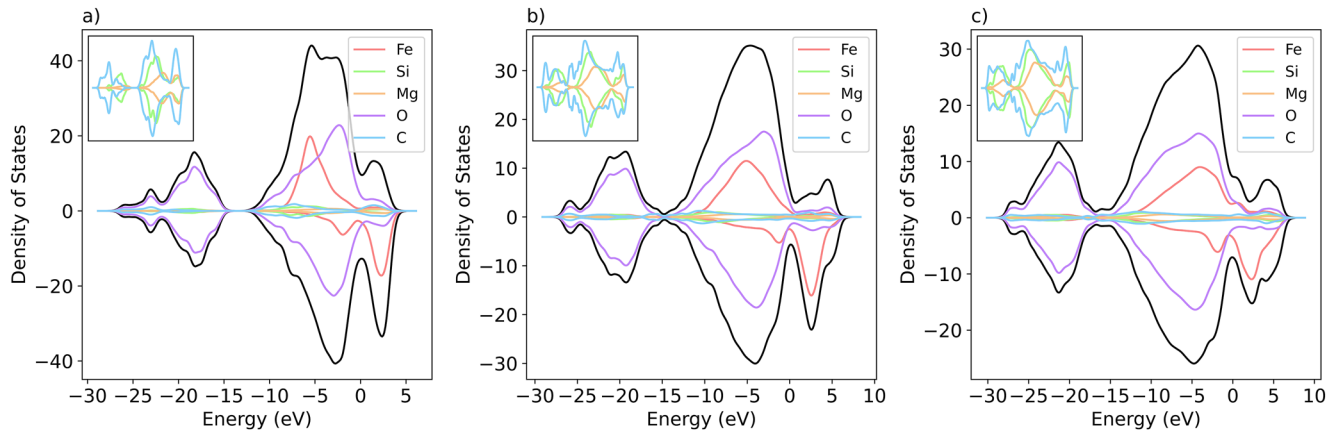 a)
Density of States
40
20
0
−20
−40
−30 −25 −20 −15 −10 −5 0 5
Energy (eV)
Fe
Si
Mg
O
C
b)
Density of States
30
20
10
0
−10
−20
−30
−30 −25 −20 −15 −10 −5 0 5 10
Energy (eV)
Fe
Si
Mg
O
C
c)
Density of States
30
20
10
0
−10
−20
−30 −25 −20 −15 −10 −5 0 5 10
Energy (eV)
Fe
Si
Mg
O
C